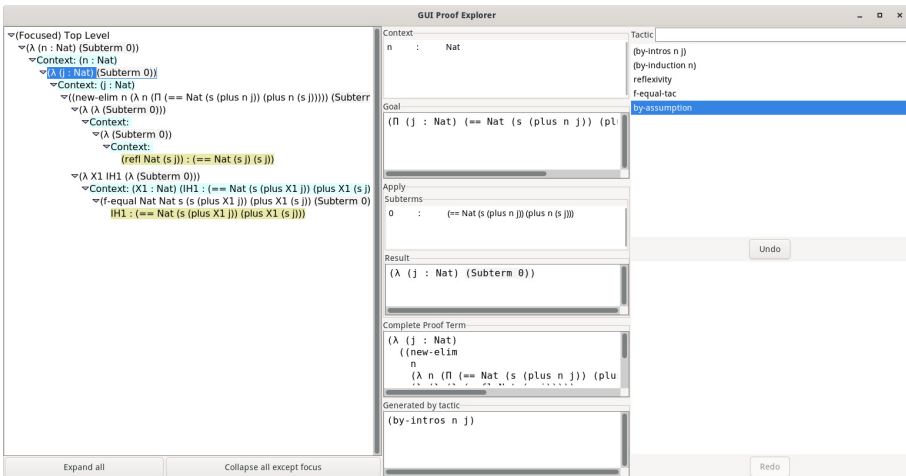 GUI Proof Explorer
(Focused) Top Level
(λ (n : Nat) (Subterm 0))
Context: (n : Nat)
(λ (j : Nat) (Subterm 0))
Context: (j : Nat)
((new-elim n (λ n (Π (== Nat (s (plus n j)) (plus n (s j))))) (Subterr
(λ (λ (Subterm 0)))
Context:
(λ (Subterm 0))
Context:
(refl Nat (s j)) : (== Nat (s j) (s j))
(λ X1 IH1 (λ (Subterm 0)))
Context: (X1 : Nat) (IH1 : (== Nat (s (plus X1 j)) (plus X1 (s j)
(f-equal Nat Nat s (s (plus X1 j)) (plus X1 (s j)) (Subterm 0)
IH1 : (== Nat (s (plus X1 j)) (plus X1 (s j)))
Expand all
Collapse all except focus
Context
n : Nat
Goal
(Π (j : Nat) (== Nat (s (plus n j)) (pl
Apply
Subterms
0 : (== Nat (s (plus n j)) (plus n (s j)))
Result
(λ (j : Nat) (Subterm 0))
Complete Proof Term
(λ (j : Nat)
((new-elim
n
(λ n (Π (== Nat (s (plus n j)) (plu
Generated by tactic
(by-intros n j)
Tactic
(by-intros n j)
(by-induction n)
reflexivity
f-equal-tac
by-assumption
Undo
Redo